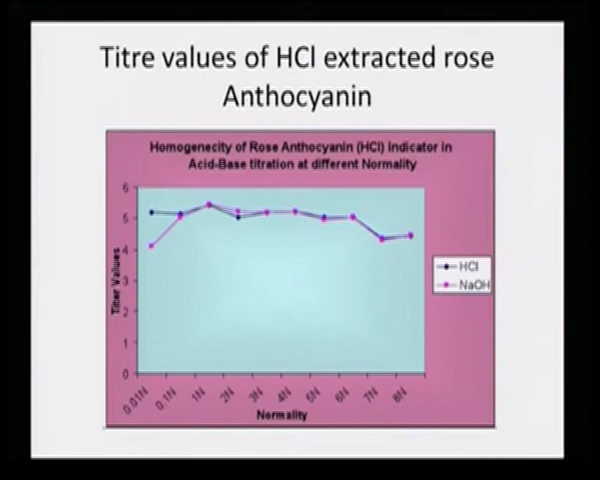 Titre values of HCl extracted rose
Anthocyanin
Homogenecity of Rose Anthocyanin (HCl) Indicator in
Acid-Base titration at different Normality
6
5
4
3
2
1
0
Titer Values
0.01N 0.1N 1N 2N 3N 4N 5N 6N 7N 8N
Normality
HCl
NaOH